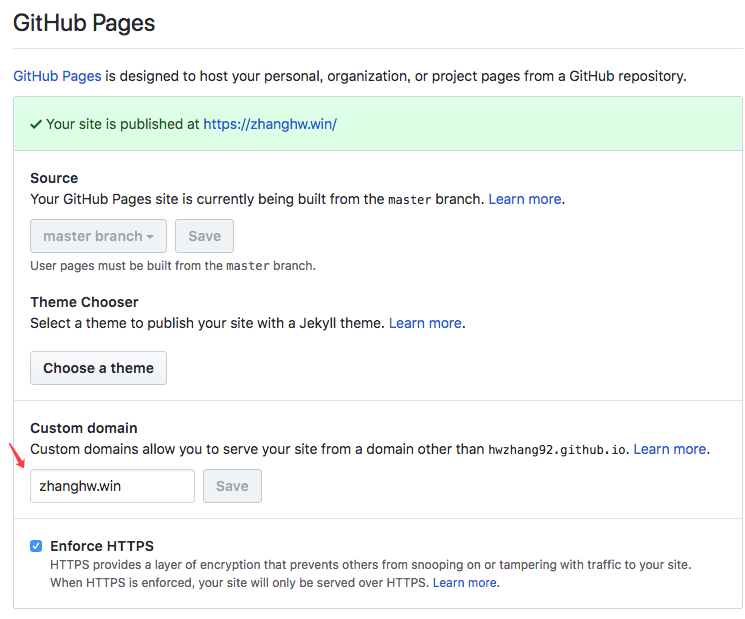 GitHub Pages
GitHub Pages is designed to host your personal, organization, or project pages from a GitHub repository.
Your site is published at https://zhanghw.win/
Source
Your GitHub Pages site is currently being built from the master branch. Learn more.
master branch Save
User pages must be built from the master branch.
Theme Chooser
Select a theme to publish your site with a Jekyll theme. Learn more.
Choose a theme
Custom domain
Custom domains allow you to serve your site from a domain other than hwzhang92.github.io. Learn more.
zhanghw.win Save
Enforce HTTPS
HTTPS provides a layer of encryption that prevents others from snooping on or tampering with traffic to your site.
When HTTPS is enforced, your site will only be served over HTTPS. Learn more.